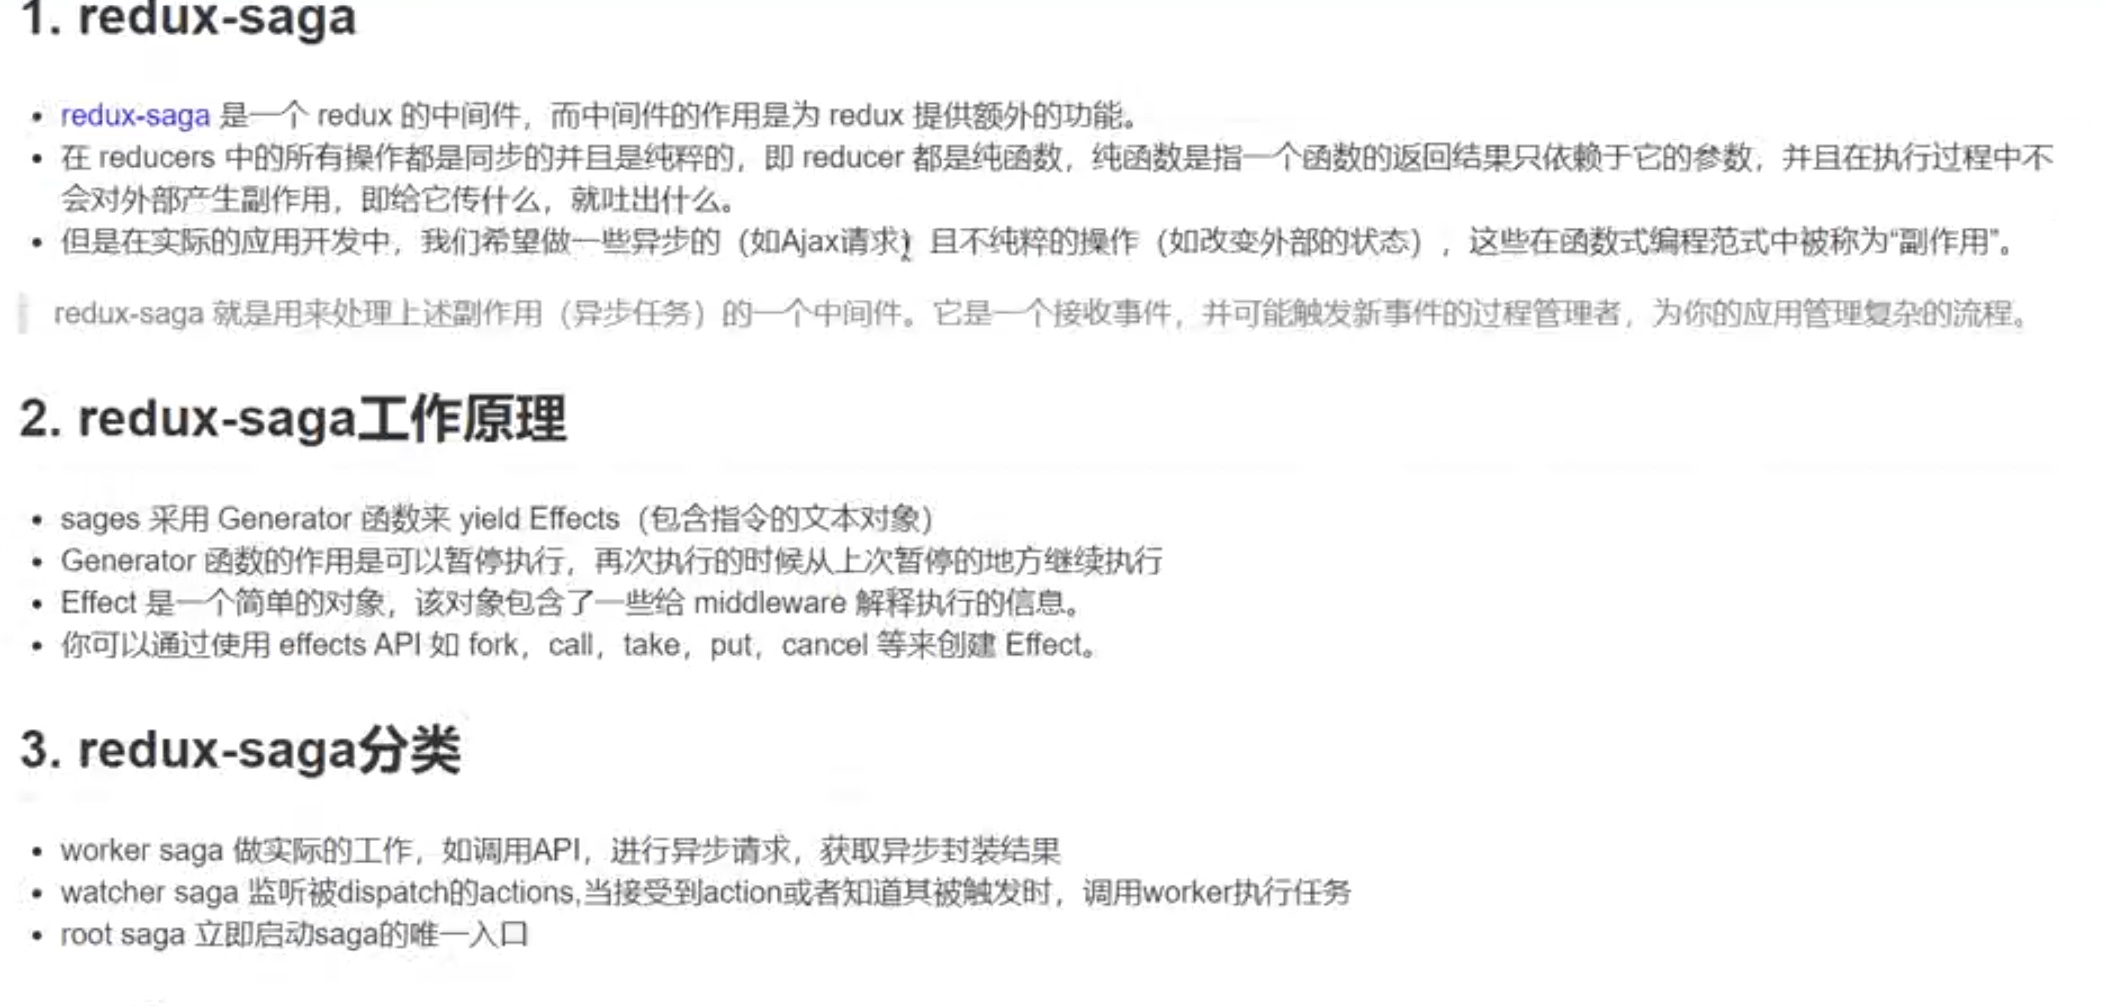 1. redux-saga
redux-saga 是一个 redux 的中间件，而中间件的作用是为 redux 提供额外的功能。
在 reducers 中的所有操作都是同步的并且是纯粹的，即 reducer 都是纯函数，纯函数是指一个函数的返回结果只依赖于它的参数，并且在执行过程中不
会对外部产生副作用，即给它传什么，就吐出什么。
但是在实际的应用开发中，我们希望做一些异步的（如Ajax请求）且不纯粹的操作（如改变外部的状态），这些在函数式编程范式中被称为“副作用”。
redux-saga 就是用来处理上述副作用（异步任务）的一个中间件。它是一个接收事件，并可能触发新事件的过程管理者，为你的应用管理复杂的流程。
2. redux-saga工作原理
sages 采用 Generator 函数来 yield Effects（包含指令的文本对象）
Generator 函数的作用是可以暂停执行，再次执行的时候从上次暂停的地方继续执行
Effect 是一个简单的对象，该对象包含了一些给 middleware 解释执行的信息。
你可以通过使用 effects API 如 fork，call，take，put，cancel 等来创建 Effect。
3. redux-saga分类
worker saga 做实际的工作，如调用API，进行异步请求，获取异步封装结果
watcher saga 监听被dispatch的actions,当接受到action或者知道其被触发时，调用worker执行任务
root saga 立即启动saga的唯一入口